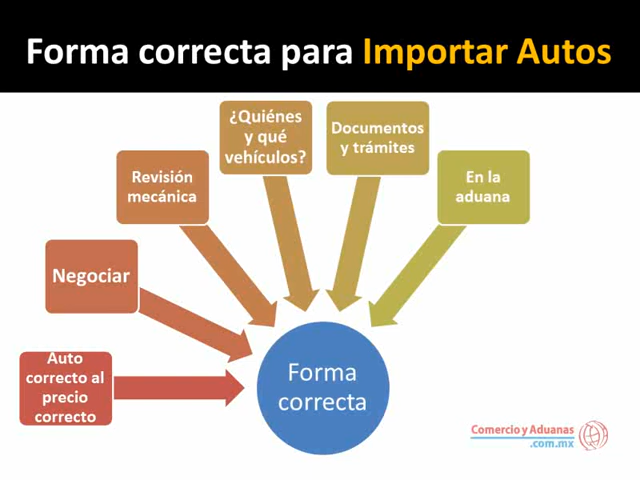 Forma correcta para Importar Autos
¿Quiénes
y qué
vehículos?
Documentos
y trámites
Revisión
mecánica
En la
aduana
Negociar
Auto
correcto al
precio
correcto
Forma
correcta
Comercio y Aduanas
.com.mx